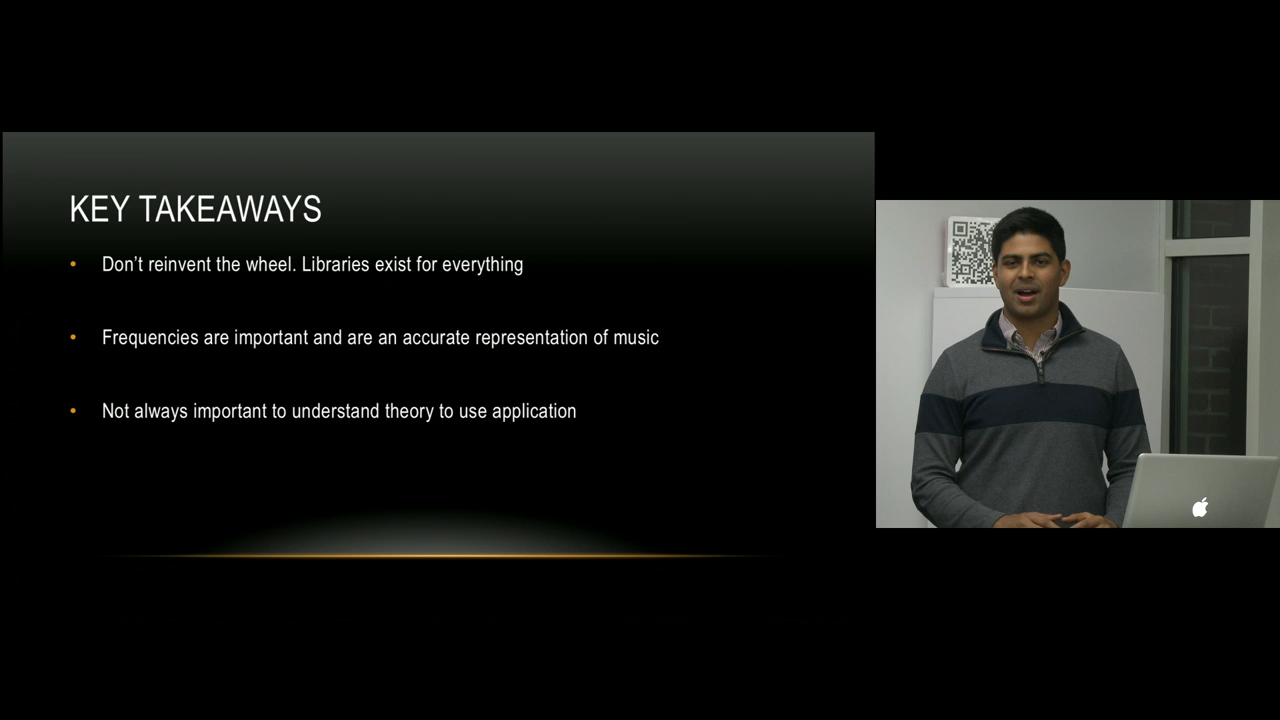 KEY TAKEAWAYS
• Don’t reinvent the wheel. Libraries exist for everything
• Frequencies are important and are an accurate representation of music
• Not always important to understand theory to use application